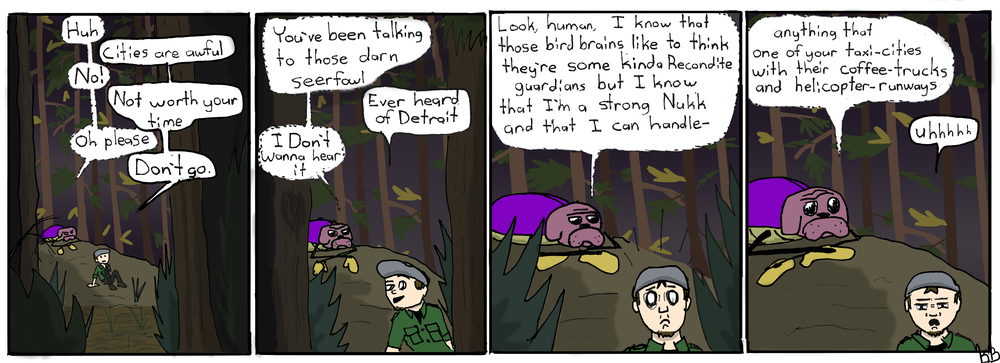 Huh
Cities are awful
No!
Not worth your
time
Oh please
Don't go.
You've been talking
to those darn
seerfowl
Ever heard
of Detrait
I Don't
wanna hear
it
Look, human, I know that
those bird brains like to think
they're some kinda Recondite
guardians but I know
that I'm a strong Nukk
and that I can handle-
anything that
one of your taxi-cities
with their coffee-trucks
and helicopter-runways
uhhhhh